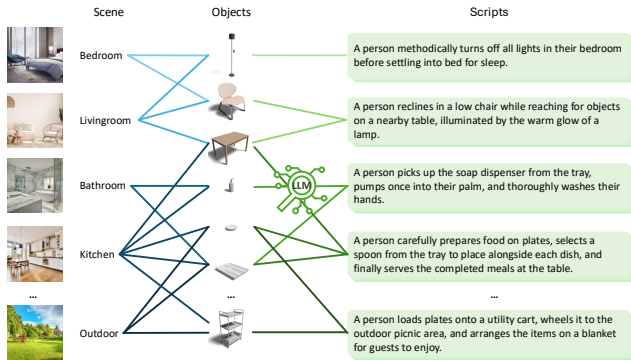 Scene Objects Scripts
Bedroom
A person methodically turns off all lights in their bedroom
before settling into bed for sleep.
Livingroom
A person reclines in a low chair while reaching for objects
on a nearby table, illuminated by the warm glow of a
lamp.
Bathroom
LLM
A person picks up the soap dispenser from the tray,
pumps once into their palm, and thoroughly washes their
hands.
Kitchen
A person carefully prepares food on plates, selects a
spoon from the tray to place alongside each dish, and
finally serves the completed meals at the table.
... ... ...
Outdoor
A person loads plates onto a utility cart, wheels it to the
outdoor picnic area, and arranges the items on a blanket
for guests to enjoy.